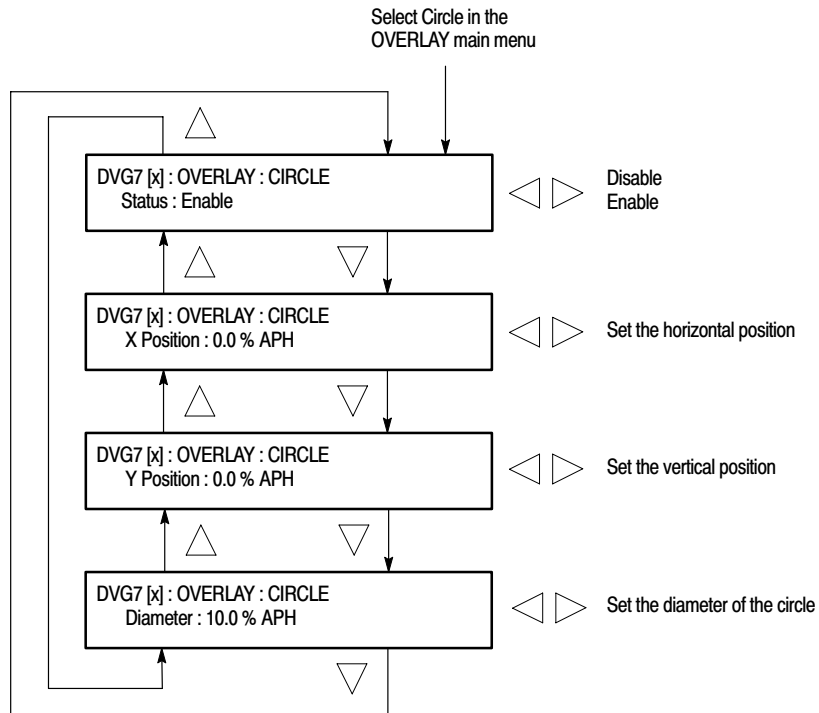 Select Circle in the
OVERLAY main menu
DVG7 [x] : OVERLAY : CIRCLE
Status : Enable
Disable
Enable
DVG7 [x] : OVERLAY : CIRCLE
X Position : 0.0 % APH
Set the horizontal position
DVG7 [x] : OVERLAY : CIRCLE
Y Position : 0.0 % APH
Set the vertical position
DVG7 [x] : OVERLAY : CIRCLE
Diameter : 10.0 % APH
Set the diameter of the circle